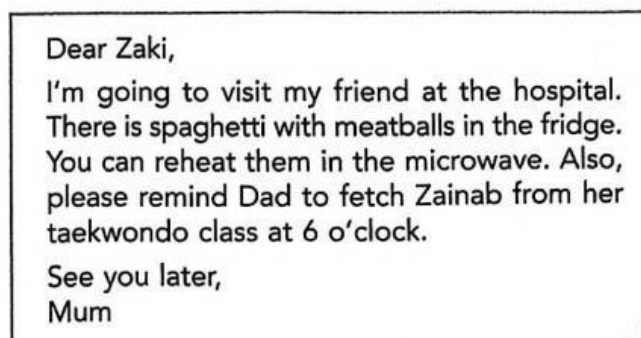 Dear Zaki,
I'm going to visit my friend at the hospital.
There is spaghetti with meatballs in the fridge.
You can reheat them in the microwave. Also,
please remind Dad to fetch Zainab from her
taekwondo class at 6 o'clock.
See you later,
Mum